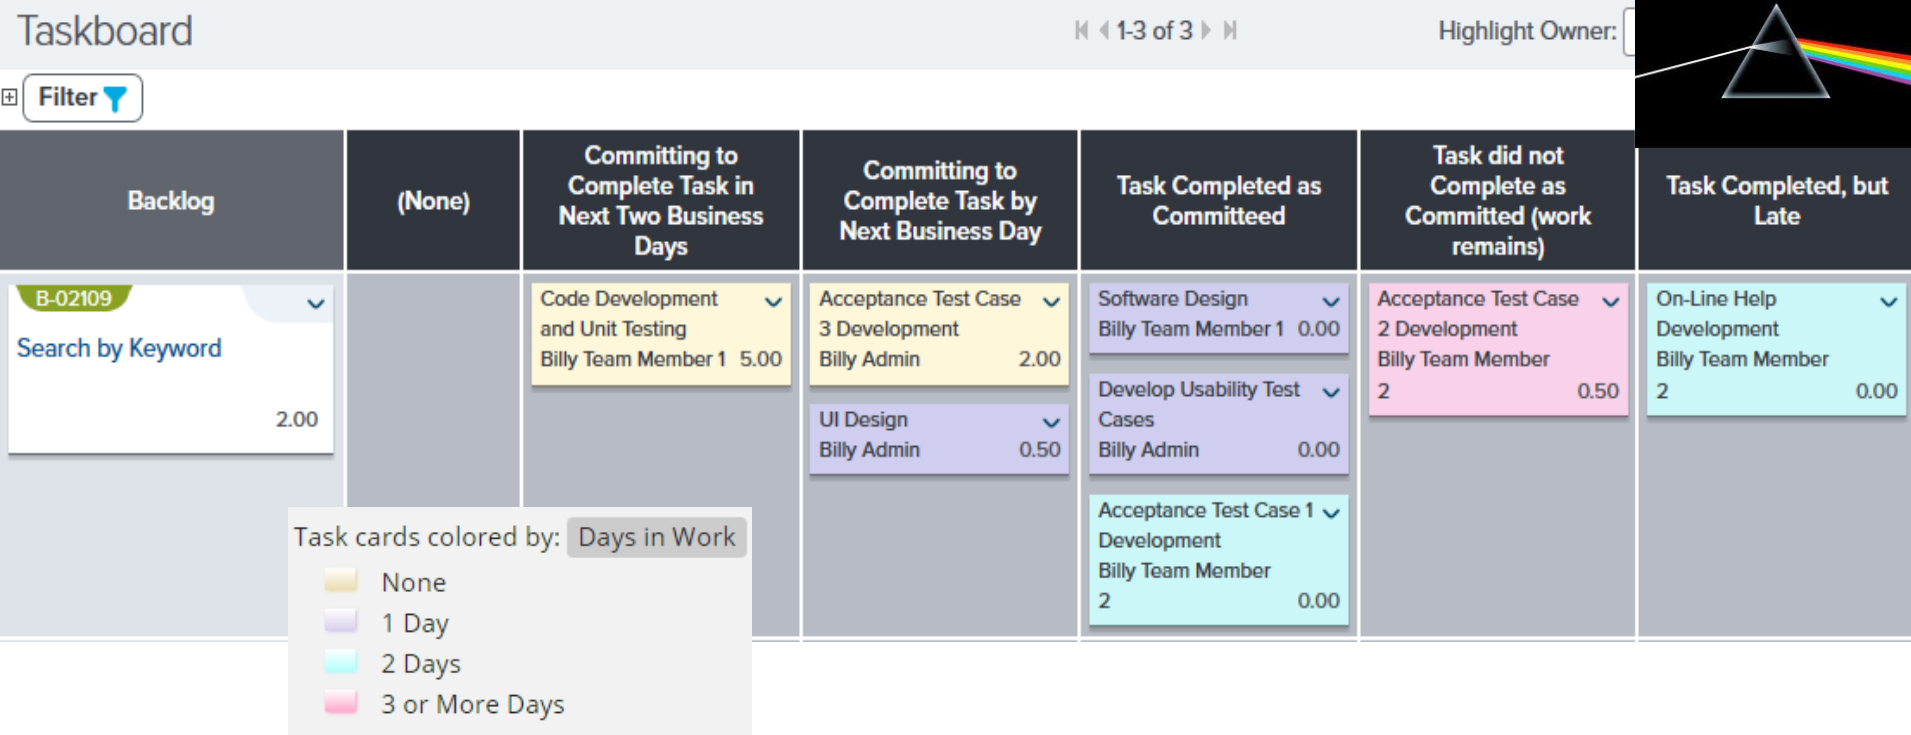 Taskboard
1-3 of 3
Highlight Owner:
Filter
Backlog
(None)
Committing to
Complete Task in
Next Two Business
Days
Committing to
Complete Task by
Next Business Day
Task Completed as
Committeed
Task did not
Complete as
Committed (work
remains)
Task Completed, but
Late
B-02109
Search by Keyword
2.00
Code Development
and Unit Testing
Billy Team Member 1 5.00
Acceptance Test Case
3 Development
Billy Admin 2.00
UI Design
Billy Admin 0.50
Software Design
Billy Team Member 1 0.00
Develop Usability Test
Cases
Billy Admin 0.00
Acceptance Test Case 1
Development
Billy Team Member
2 0.00
Acceptance Test Case
2 Development
Billy Team Member
2 0.50
On-Line Help
Development
Billy Team Member
2 0.00
Task cards colored by: Days in Work
None
1 Day
2 Days
3 or More Days